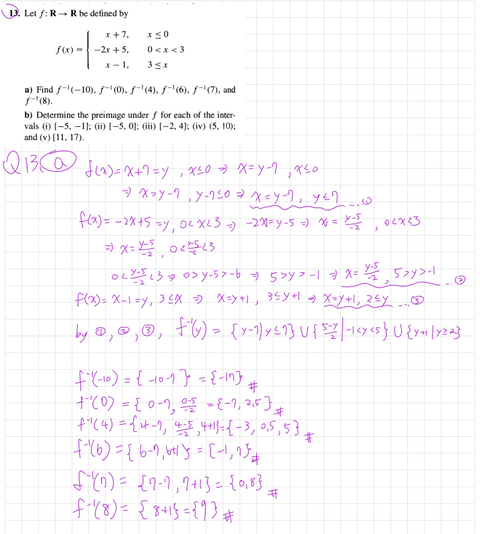 13. Let f: R → R be defined by
f(x) = { x + 7, x ≤ 0
−2x + 5, 0 < x < 3
x − 1, 3 ≤ x
a) Find f⁻¹(−10), f⁻¹(0), f⁻¹(4), f⁻¹(6), f⁻¹(7), and
f⁻¹(8).
b) Determine the preimage under f for each of the inter-
vals (i) [−5, −1]; (ii) [−5, 0]; (iii) [−2, 4]; (iv) (5, 10);
and (v) [11, 17).
Q13. ⓐ f(x)=x+7=y , x≤0 ⇒ x=y-7 , x≤0
⇒ x=y-7 , y-7≤0 ⇒ x=y-7, y≤7 ...①
f(x)= -2x+5 =y, 0<x<3 ⇒ -2x=y-5 ⇒ x= (y-5)/-2 , 0<x<3
⇒ x= (y-5)/-2 , 0<(y-5)/-2<3
0<(y-5)/-2<3 ⇒ 0>y-5>-6 ⇒ 5>y>-1 ⇒ x= (y-5)/-2 , 5>y>-1 ...②
f(x)= x-1=y, 3≤x ⇒ x=y+1 , 3≤y+1 ⇒ x=y+1, 2≤y ...③
by ①, ②, ③, f⁻¹(y) = {y-7|y≤7} ∪ {(5-y)/2|-1<y<5} ∪ {y+1|y≥2}
f⁻¹(-10) = { -10-7 } = {-17} #
f⁻¹(0) = { 0-7, (0-5)/-2 = {-7, 2.5} #
f⁻¹(4) = {4-7, (4-5)/-2, 4+1} = {-3, 0.5, 5} #
f⁻¹(6) = {6-7, 6+1} = {-1, 7} #
f⁻¹(7) = {7-7, 7+1} = {0,8} #
f⁻¹(8) = { 8+1} = {9} #